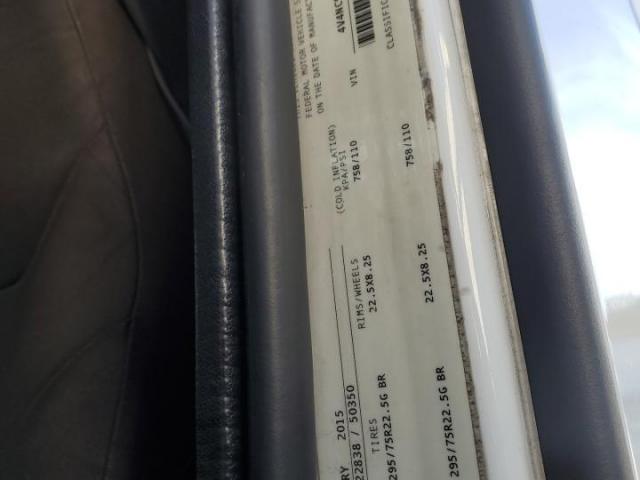 FEDERAL MOTOR VEHICLE
ON THE DATE OF MANUFACT
RY 2015
22838 / 50350
(COLD INFLATION)
TIRES RIMS/WHEELS KPA/PSI VIN 4V4NC
295/75R22.5G BR 22.5X8.25 758/110
CLASSIFIC
295/75R22.5G BR 22.5X8.25 758/110